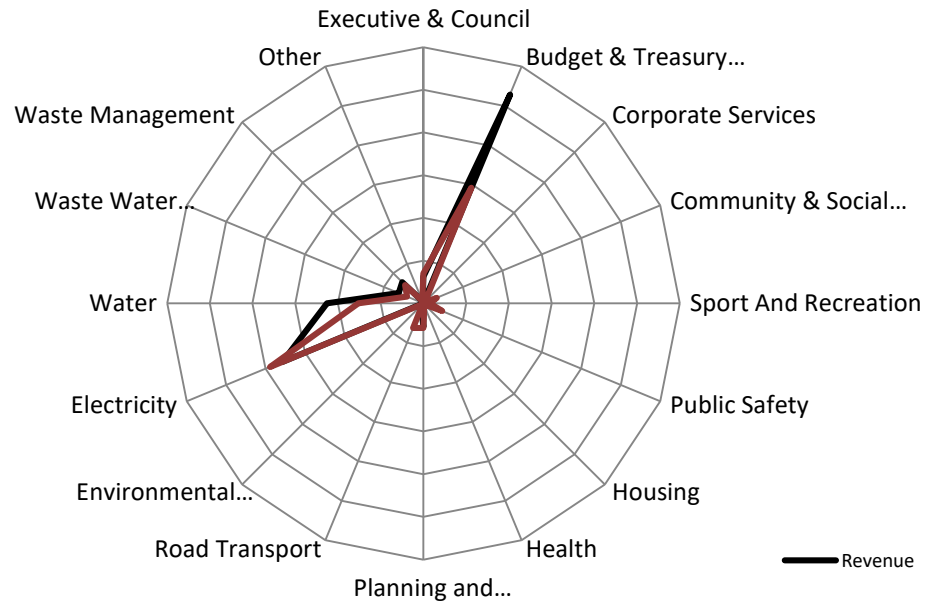 Executive & Council
Budget & Treasury...
Corporate Services
Community & Social...
Sport And Recreation
Public Safety
Housing
Health
Planning and...
Road Transport
Environmental...
Electricity
Water
Waste Water...
Waste Management
Other
Revenue